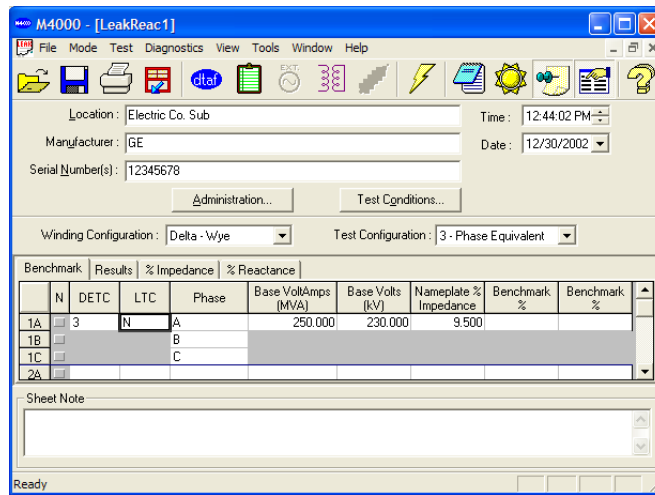 M4000 - [LeakReac1]
File Mode Test Diagnostics View Tools Window Help
dtaf EXT.
Location : Electric Co. Sub Time : 12:44:02 PM
Manufacturer : GE Date : 12/30/2002
Serial Number(s) : 12345678
Administration... Test Conditions...
Winding Configuration : Delta - Wye Test Configuration : 3 - Phase Equivalent
Benchmark Results % Impedance % Reactance
N DETC LTC Phase Base VoltAmps (MVA) Base Volts (kV) Nameplate % Impedance Benchmark % Benchmark %
1A 3 N A 250.000 230.000 9.500
1B B
1C C
2A
Sheet Note
Ready